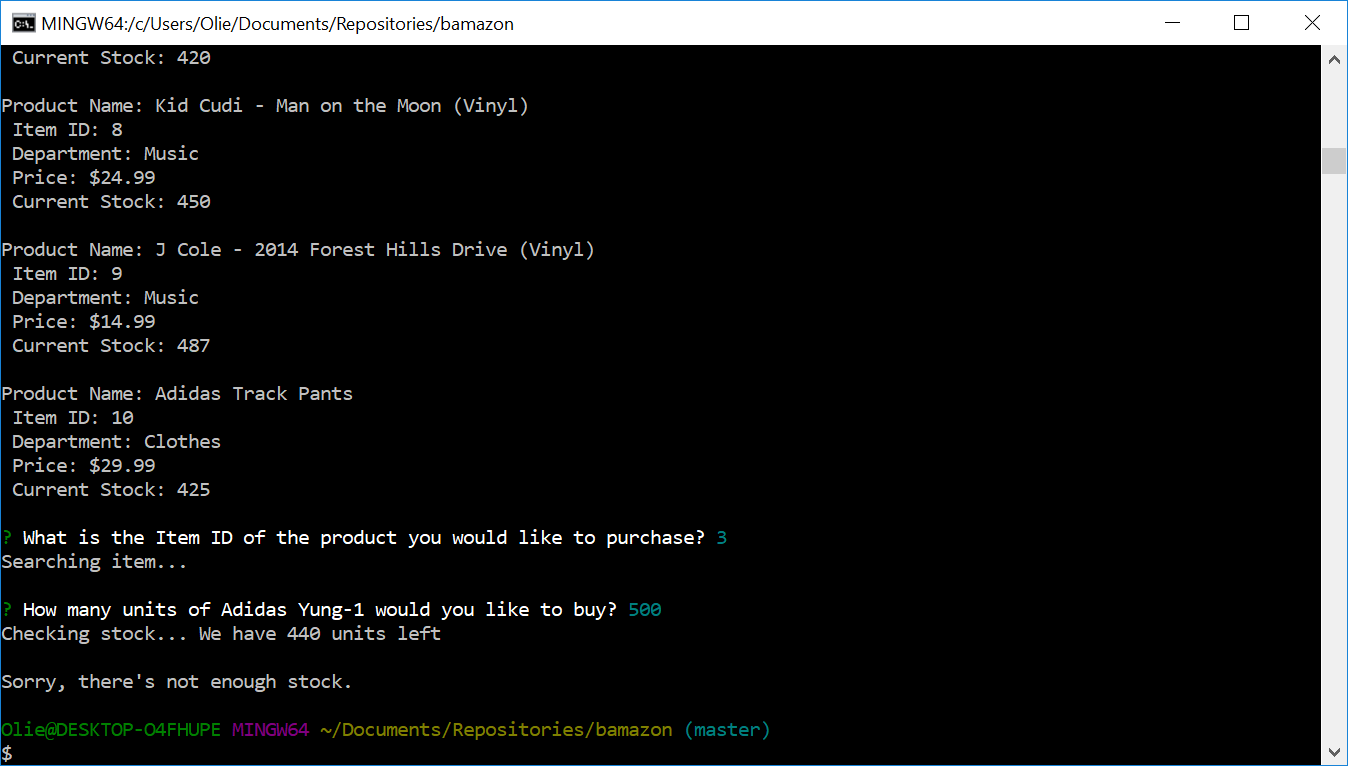 MINGW64:/c/Users/Olie/Documents/Repositories/bamazon
Current Stock: 420
Product Name: Kid Cudi - Man on the Moon (Vinyl)
Item ID: 8
Department: Music
Price: $24.99
Current Stock: 450
Product Name: J Cole - 2014 Forest Hills Drive (Vinyl)
Item ID: 9
Department: Music
Price: $14.99
Current Stock: 487
Product Name: Adidas Track Pants
Item ID: 10
Department: Clothes
Price: $29.99
Current Stock: 425
? What is the Item ID of the product you would like to purchase? 3
Searching item...
? How many units of Adidas Yung-1 would you like to buy? 500
Checking stock... We have 440 units left
Sorry, there's not enough stock.
Olie@DESKTOP-O4FHUPE MINGW64 ~/Documents/Repositories/bamazon (master)
$